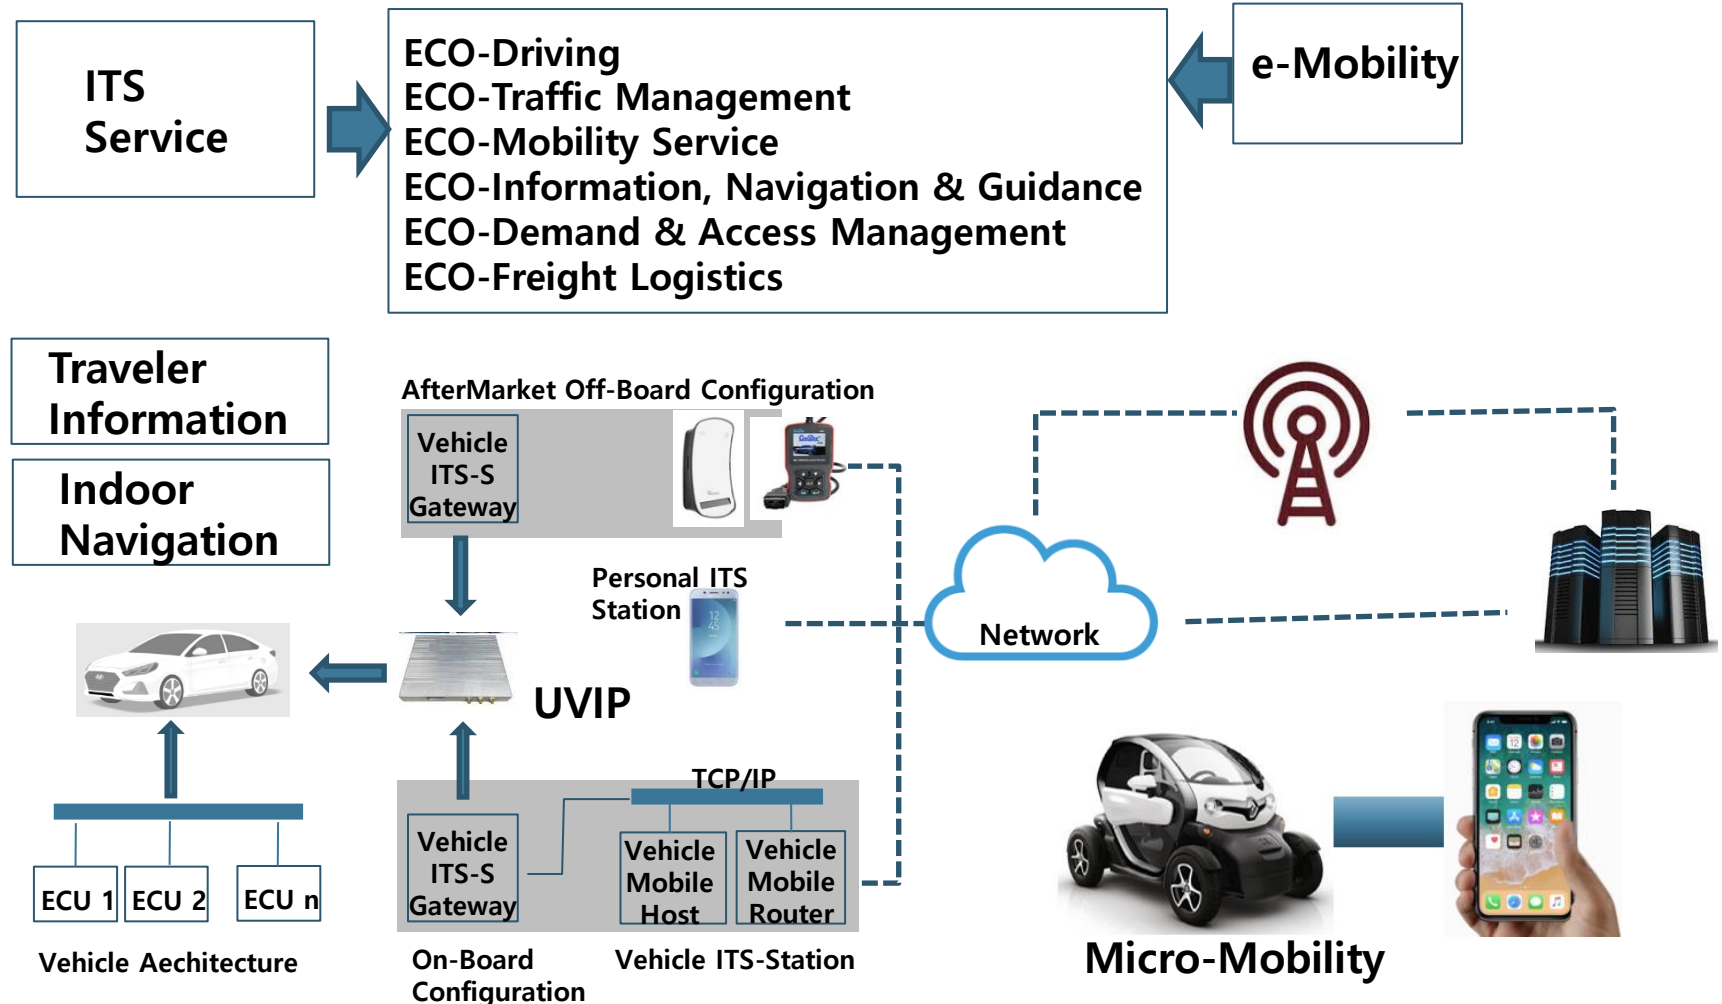 ITS
Service
ECO-Driving
ECO-Traffic Management
ECO-Mobility Service
ECO-Information, Navigation & Guidance
ECO-Demand & Access Management
ECO-Freight Logistics
e-Mobility
Traveler
Information
Indoor
Navigation
AfterMarket Off-Board Configuration
Vehicle
ITS-S
Gateway
Personal ITS
Station
Network
UVIP
TCP/IP
Vehicle
ITS-S
Gateway
Vehicle
Mobile
Host
Vehicle
Mobile
Router
ECU 1
ECU 2
ECU n
Vehicle Aechitecture
On-Board
Configuration
Vehicle ITS-Station
Micro-Mobility